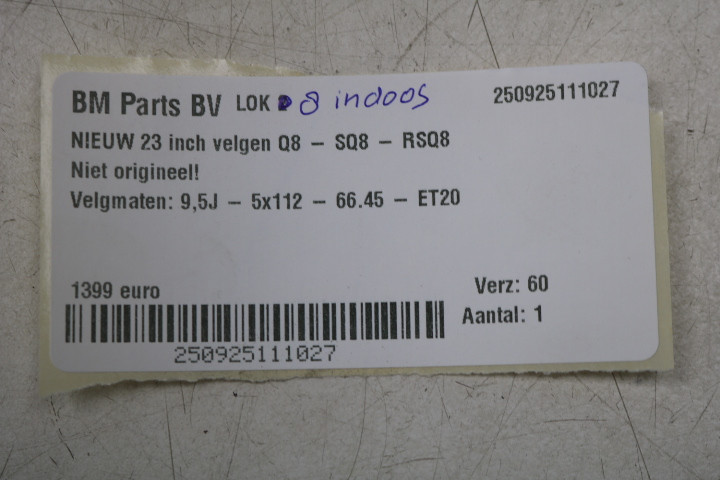 BM Parts BV LOK 8 indoos 250925111027
NIEUW 23 inch velgen Q8 – SQ8 – RSQ8
Niet origineel!
Velgmaten: 9,5J – 5x112 – 66.45 – ET20
1399 euro Verz: 60
Aantal: 1
250925111027